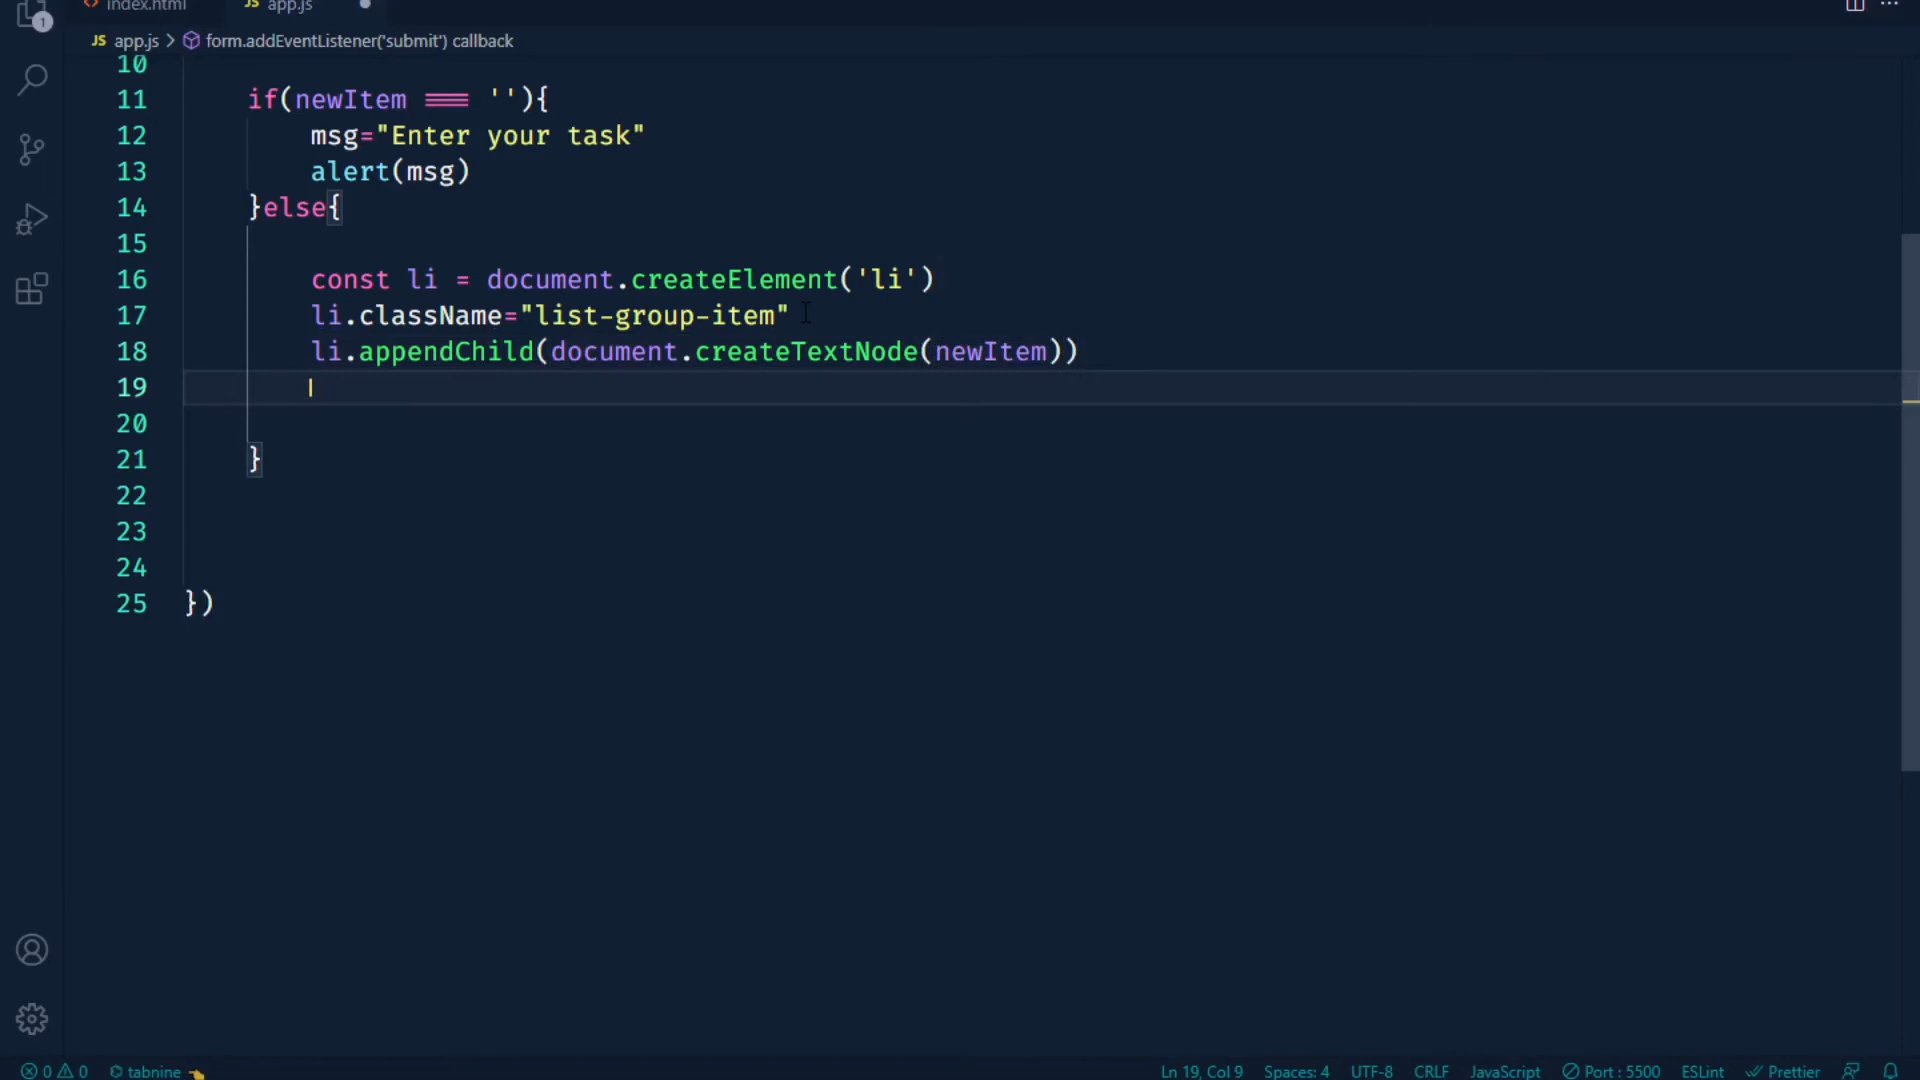 index.html
JS app.js
JS app.js form.addEventListener('submit') callback
1
10
11 if(newItem === ''){
12 msg="Enter your task"
13 alert(msg)
14 }else{
15
16 const li = document.createElement('li')
17 li.className="list-group-item"
18 li.appendChild(document.createTextNode(newItem))
19
20
21 }
22
23
24
25 })
0 0 tabnine Ln 19, Col 9 Spaces: 4 UTF-8 CRLF JavaScript Port : 5500 ESLint Prettier